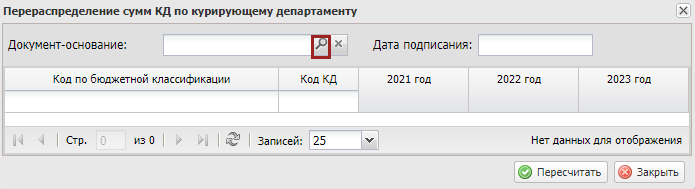 Перераспределение сумм КД по курирующему департаменту
Документ-основание: Дата подписания:
Код по бюджетной классификации Код КД 2021 год 2022 год 2023 год
Стр. 0 из 0 Записей: 25 Нет данных для отображения
Пересчитать Закрыть